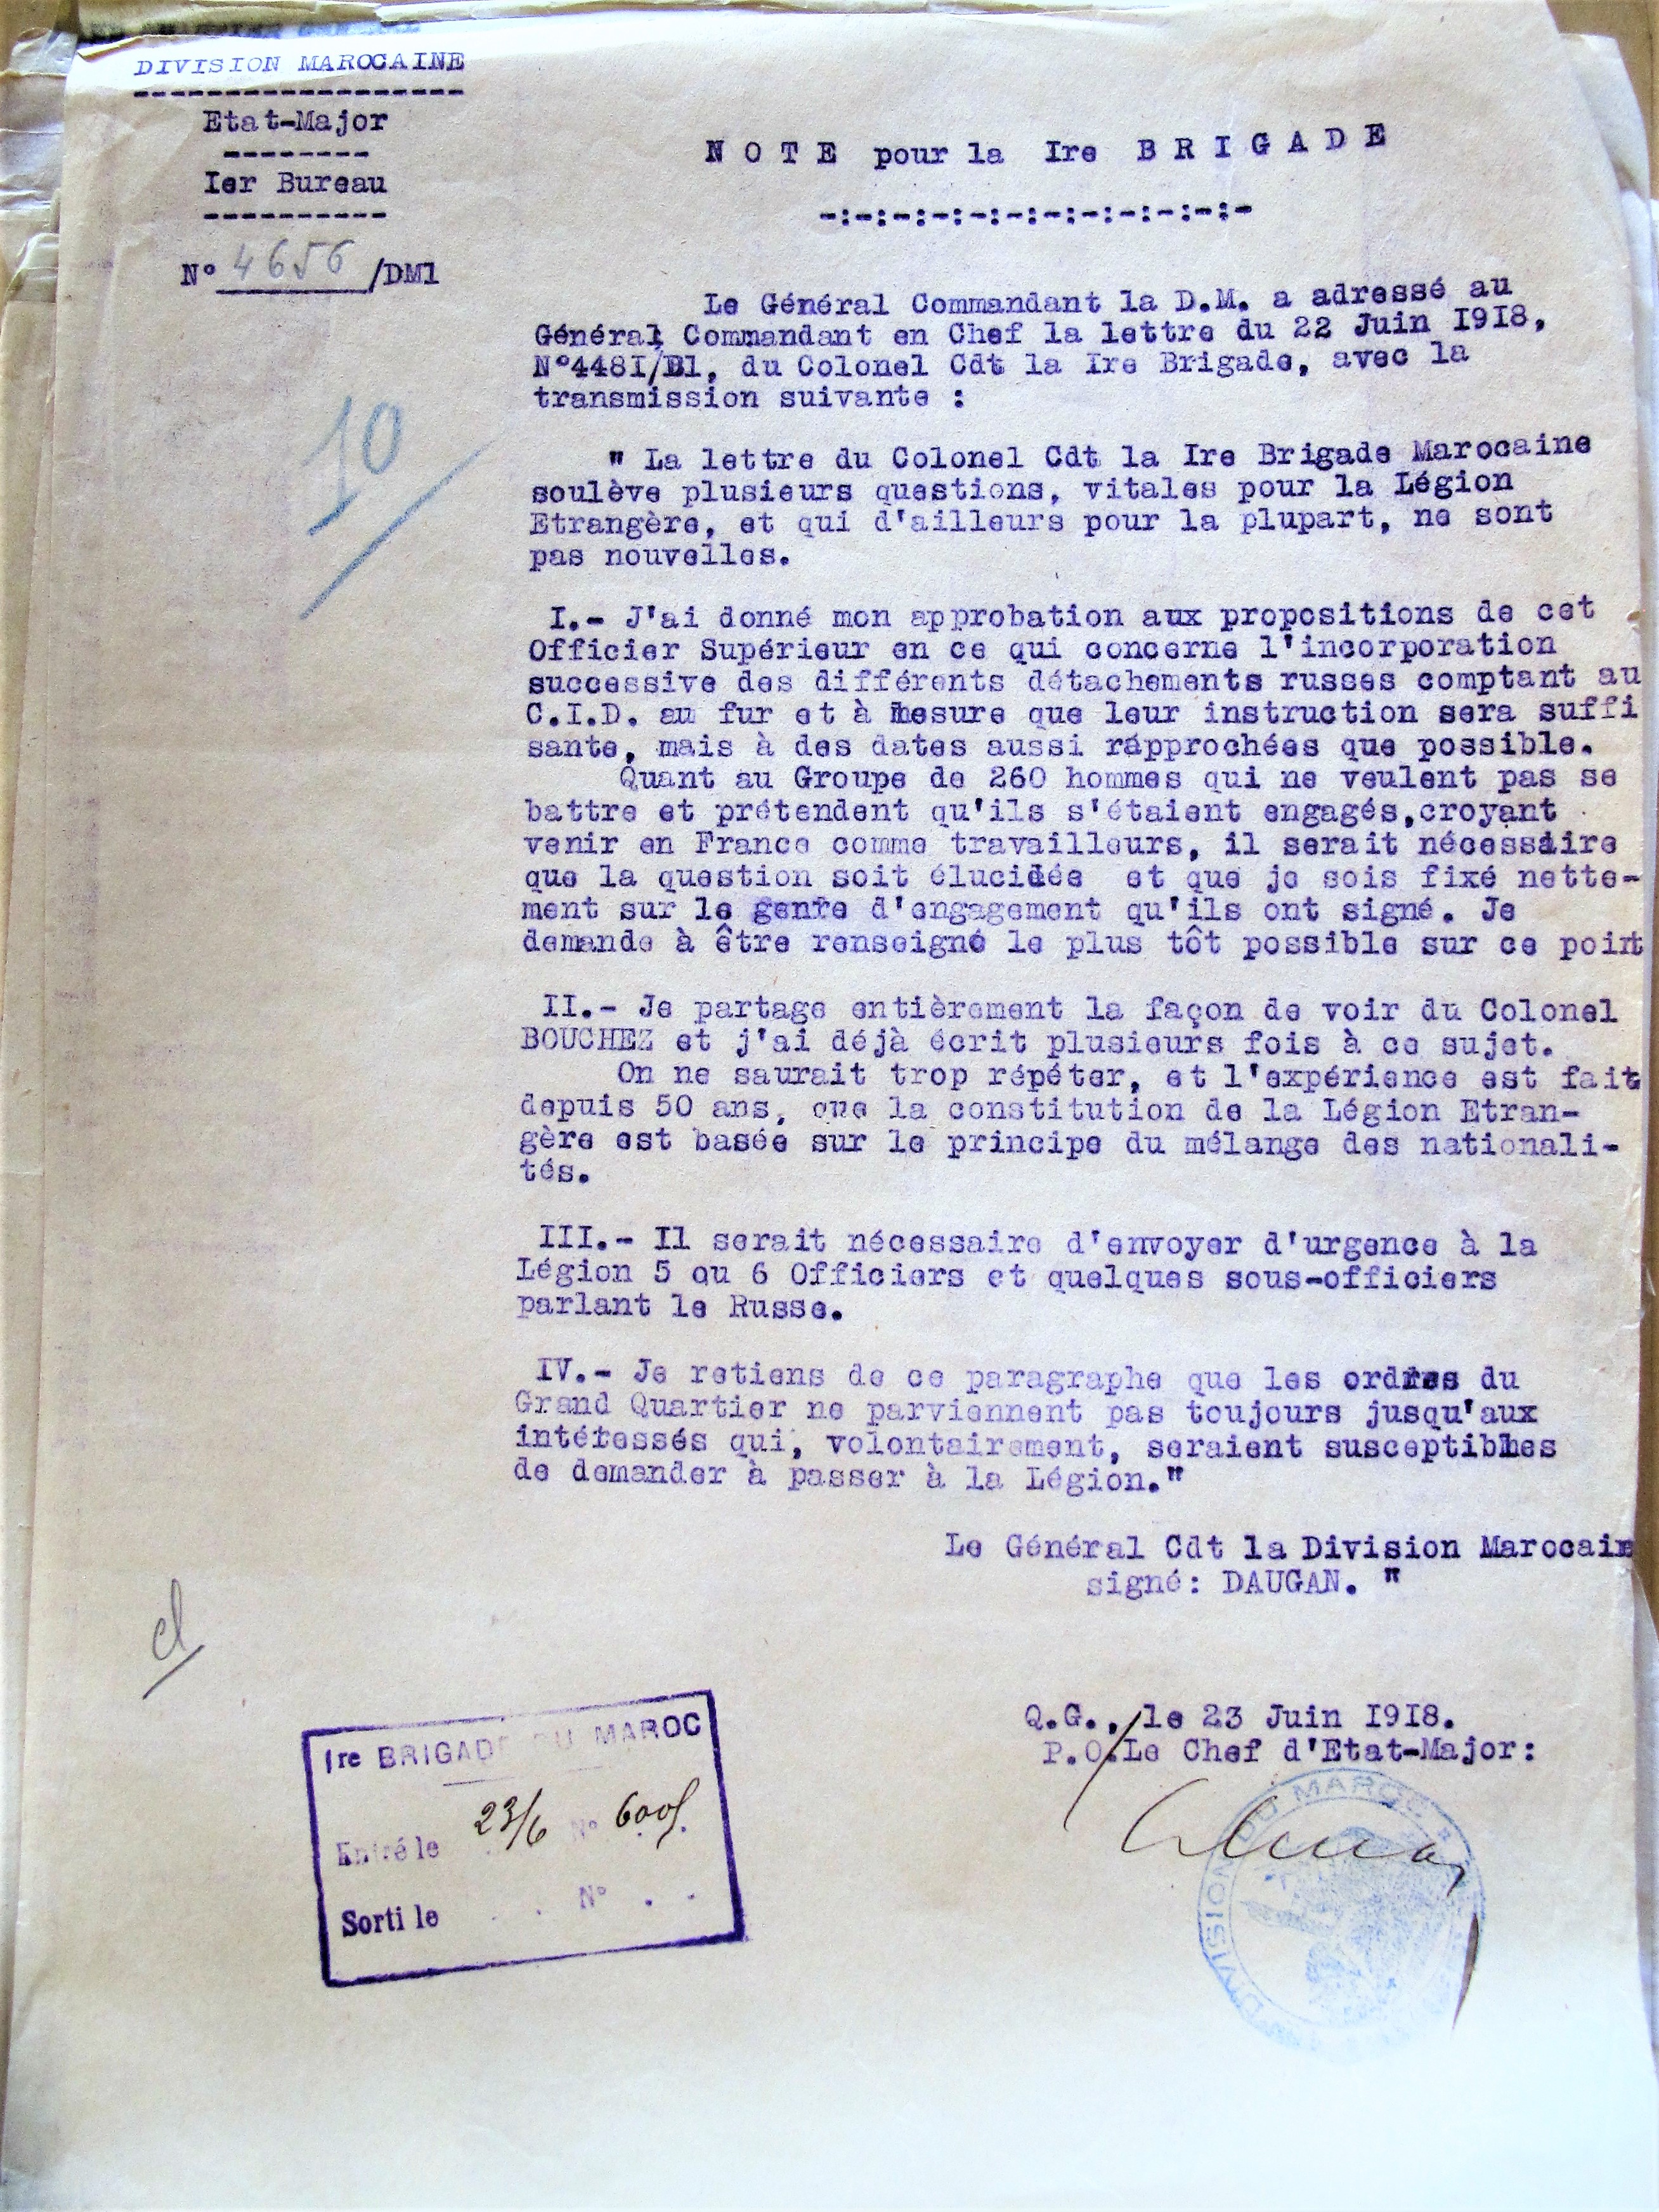 DIVISION MAROCAINE
Etat-Major
Ier Bureau
N° 4656 /DM1
NOTE pour la Ire BRIGADE
-:-:-:-:-:-:-:-:-:-:-:-
10
Le Général Commandant la D.M. a adressé au
Général Commandant en Chef la lettre du 22 Juin I9I8,
N°448I/B1, du Colonel Cdt la Ire Brigade, avec la
transmission suivante :
" La lettre du Colonel Cdt la Ire Brigade Marocaine
soulève plusieurs questions, vitales pour la Légion
Etrangère, et qui d'ailleurs pour la plupart, ne sont
pas nouvelles.
I.- J'ai donné mon approbation aux propositions de cet
Officier Supérieur en ce qui concerne l'incorporation
successive des différents détachements russes comptant au
C.I.D. au fur et à mesure que leur instruction sera suffi
sante, mais à des dates aussi rapprochées que possible.
Quant au Groupe de 260 hommes qui ne veulent pas se
battre et prétendent qu'ils s'étaient engagés,croyant
venir en France comme travailleurs, il serait nécessaire
que la question soit élucidée et que je sois fixé nette-
ment sur le genre d'engagement qu'ils ont signé. Je
demande à être renseigné le plus tôt possible sur ce point
II.- Je partage entièrement la façon de voir du Colonel
BOUCHEZ et j'ai déjà écrit plusieurs fois à ce sujet.
On ne saurait trop répéter, et l'expérience est fait
depuis 50 ans, que la constitution de la Légion Etran-
gère est basée sur le principe du mélange des nationali-
tés.
III.- Il serait nécessaire d'envoyer d'urgence à la
Légion 5 ou 6 Officiers et quelques sous-officiers
parlant le Russe.
IV.- Je retiens de ce paragraphe que les ordres du
Grand Quartier ne parviennent pas toujours jusqu'aux
intéressés qui, volontairement, seraient susceptibles
de demander à passer à la Légion."
Le Général Cdt la Division Marocain
signé: DAUGAN. "
Q.G., le 23 Juin I9I8.
P.O.Le Chef d'Etat-Major:
1re BRIGADE DU MAROC
Entré le 23/6 N° 6005
Sorti le N°
DIVISION DU MAROC